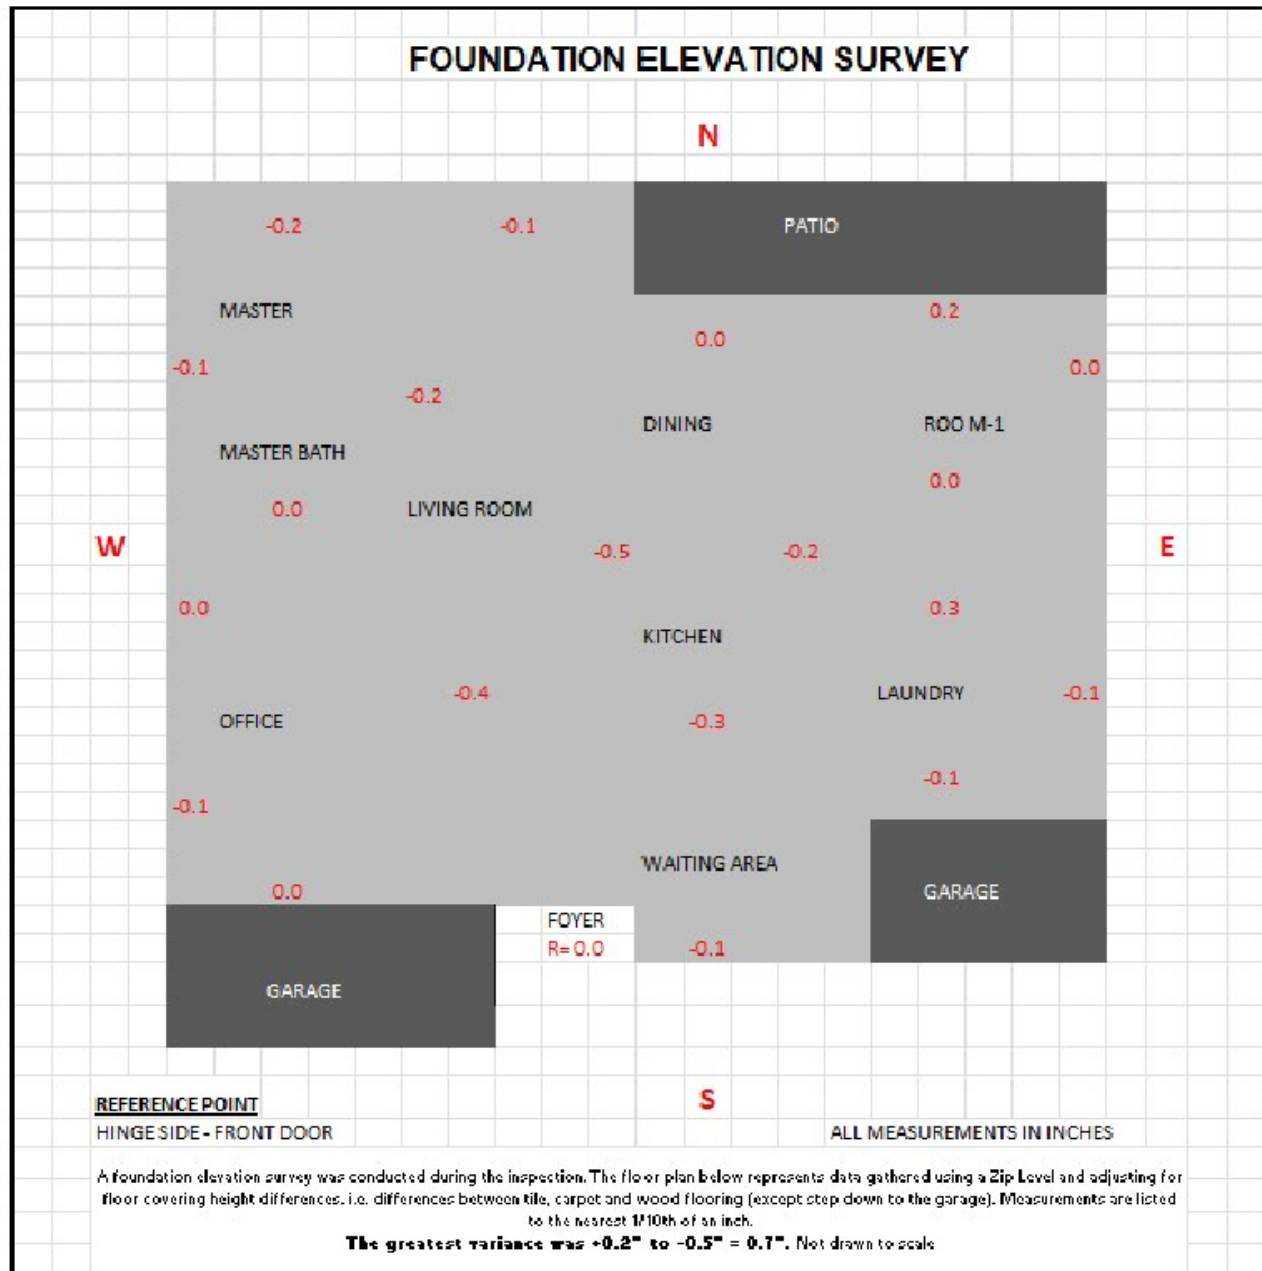 FOUNDATION ELEVATION SURVEY
N
-0.2 -0.1 PATIO
MASTER 0.2
0.0
-0.1 0.0
-0.2
DINING ROO M-1
MASTER BATH
0.0
0.0 LIVING ROOM
W -0.5 -0.2 E
0.0 0.3
KITCHEN
-0.4 LAUNDRY -0.1
OFFICE -0.3
-0.1
-0.1
WAITING AREA
0.0 GARAGE
FOYER
R= 0.0 -0.1
GARAGE
S
REFERENCE POINT
HINGE SIDE - FRONT DOOR ALL MEASUREMENTS IN INCHES
A foundation elevation survey was conducted during the inspection. The floor plan below represents data gathered using a Zip Level and adjusting for
floor covering height differences. i.e. differences between tile, carpet and wood flooring (except step down to the garage). Measurements are listed
to the nearest 1/10th of an inch.
The greatest variance was +0.2" to -0.5" = 0.7". Not drawn to scale